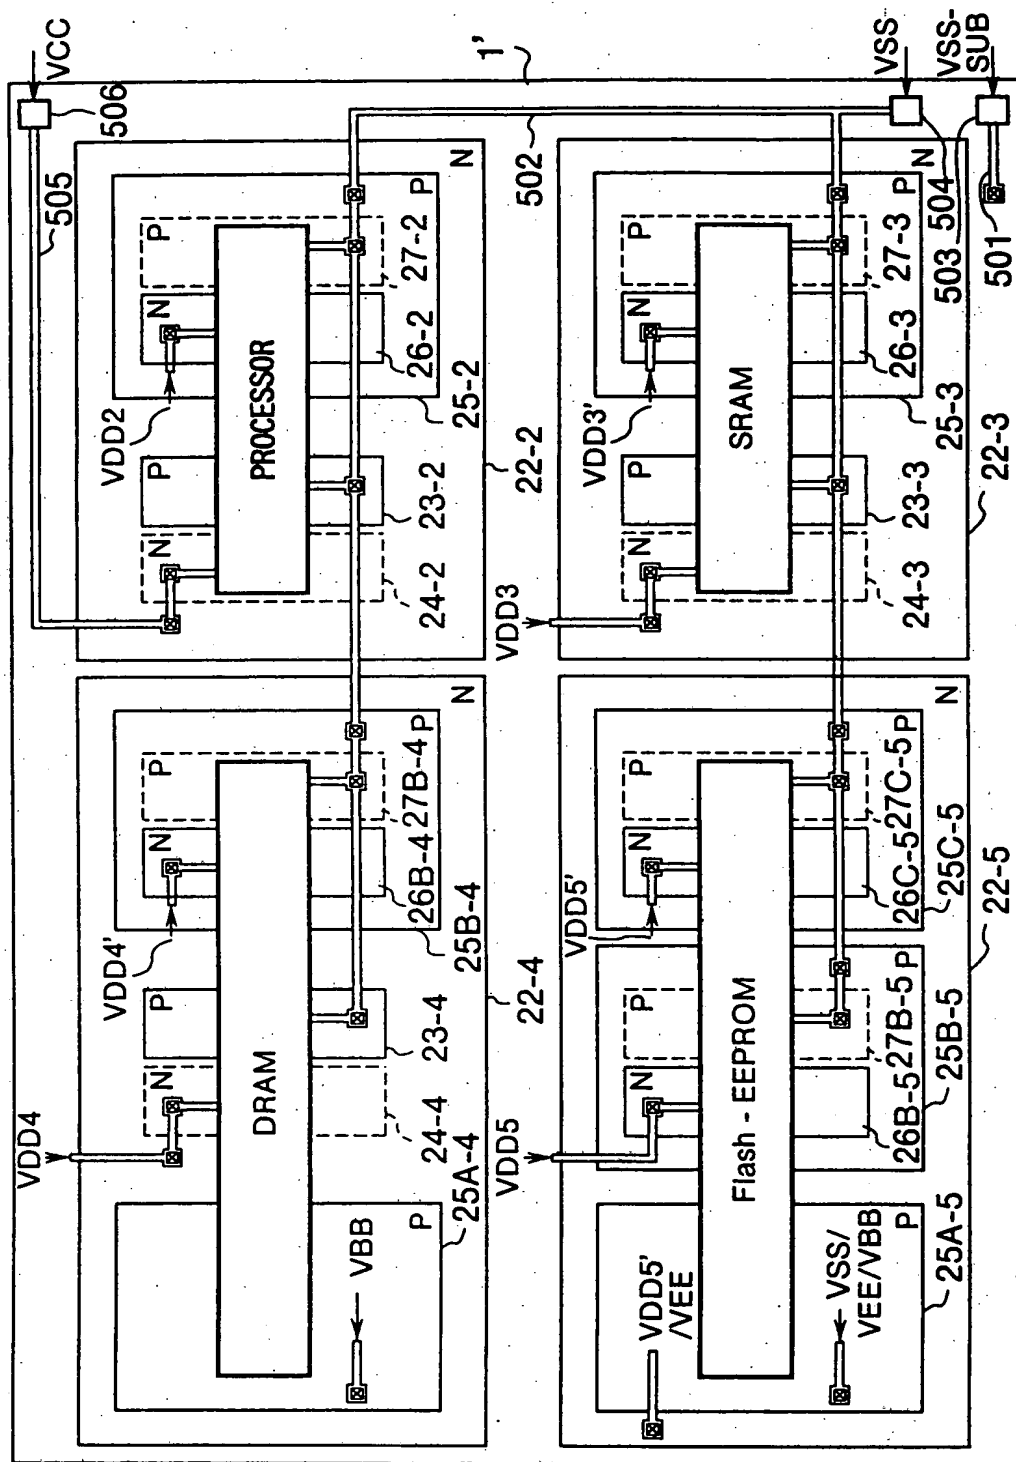 VCC
506
505
1'
N
P
P
27-2
N
26-2
VDD2
PROCESSOR
25-2
P
23-2
22-2
N
24-2
502
VSS
VSS-
SUB
504
503
501
N
P
P
27-3
N
26-3
VDD3'
SRAM
25-3
P
23-3
22-3
N
24-3
VDD3
N
P
P
27B-4
N
26B-4
VDD4'
25B-4
DRAM
22-4
P
23-4
N
24-4
VDD4
25A-4
P
VBB
N
P
P
27C-5
N
26C-5
25C-5
VDD5'
22-5
Flash - EEPROM
P
P
27B-5
N
26B-5
25B-5
VDD5
P
25A-5
VDD5'
/VEE
VSS/
VEE/VBB